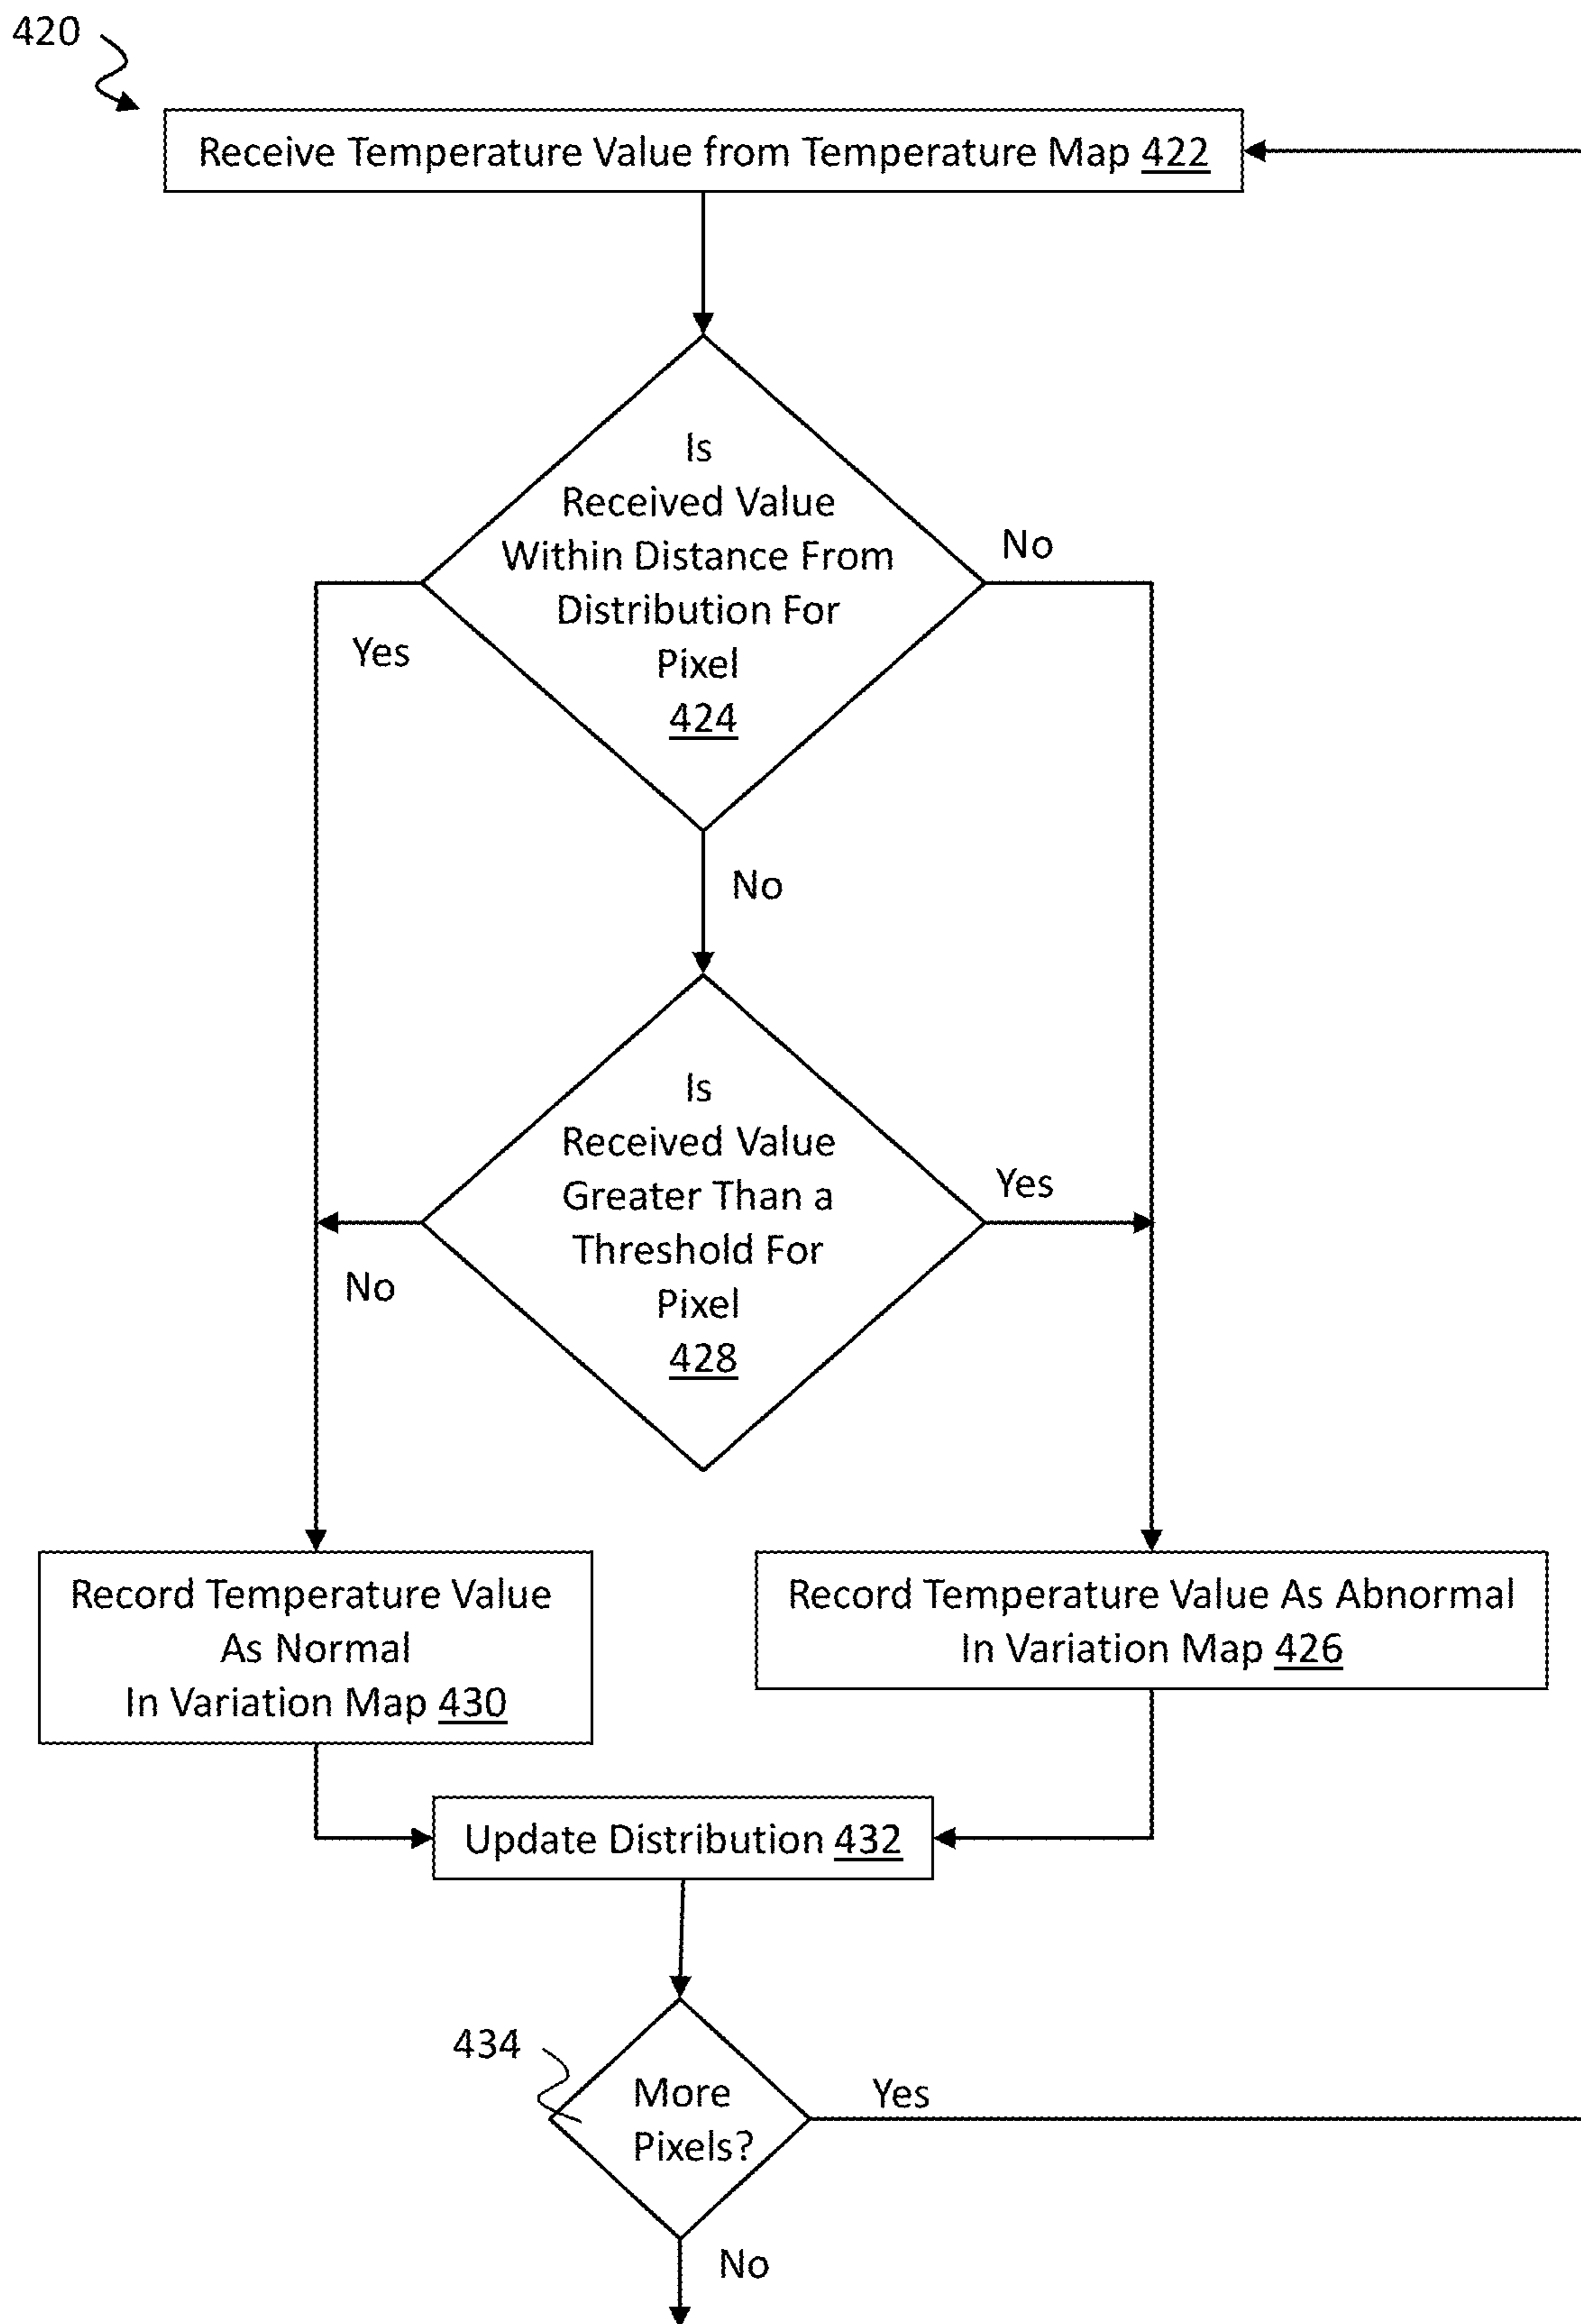 420
Receive Temperature Value from Temperature Map 422
Is
Received Value
Within Distance From
Distribution For
Pixel
424
No
Yes
No
Is
Received Value
Greater Than a
Threshold For
Pixel
428
Yes
No
Record Temperature Value
As Normal
In Variation Map 430
Record Temperature Value As Abnormal
In Variation Map 426
Update Distribution 432
434
More
Pixels?
Yes
No